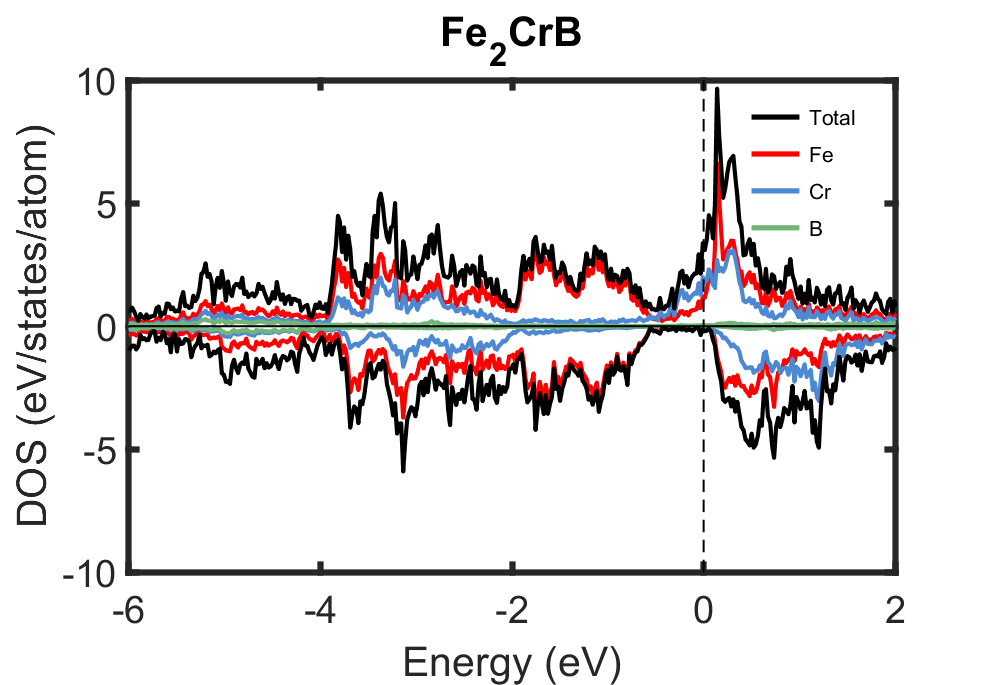 Fe₂CrB
DOS (eV/states/atom)
10
5
0
-5
-10
Total
Fe
Cr
B
-6 -4 -2 0 2
Energy (eV)